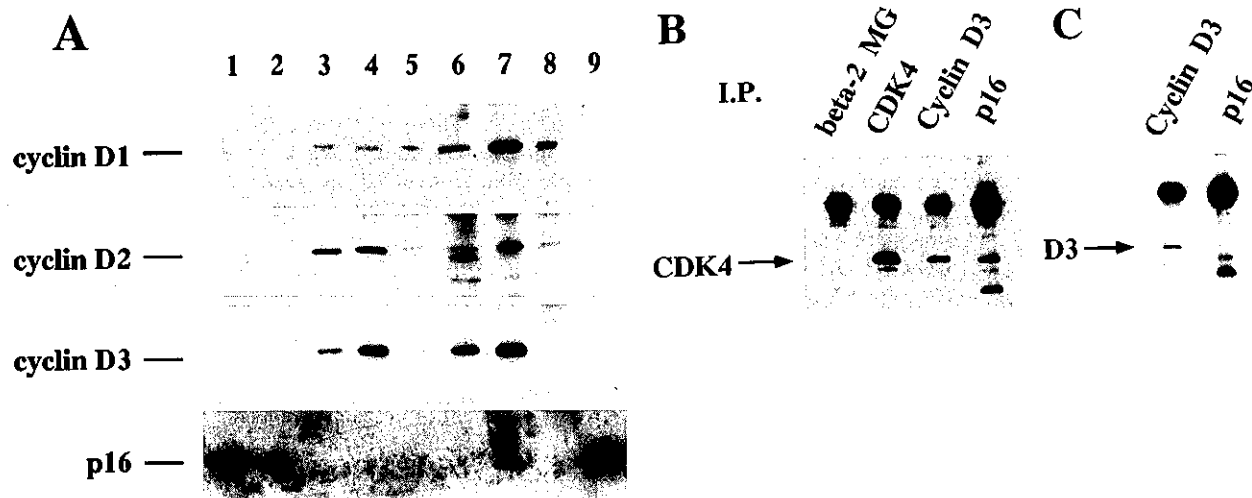 A
1 2 3 4 5 6 7 8 9
cyclin D1
cyclin D2
cyclin D3
p16
B
I.P.
beta-2 MG
CDK4
Cyclin D3
p16
CDK4
C
Cyclin D3
p16
D3